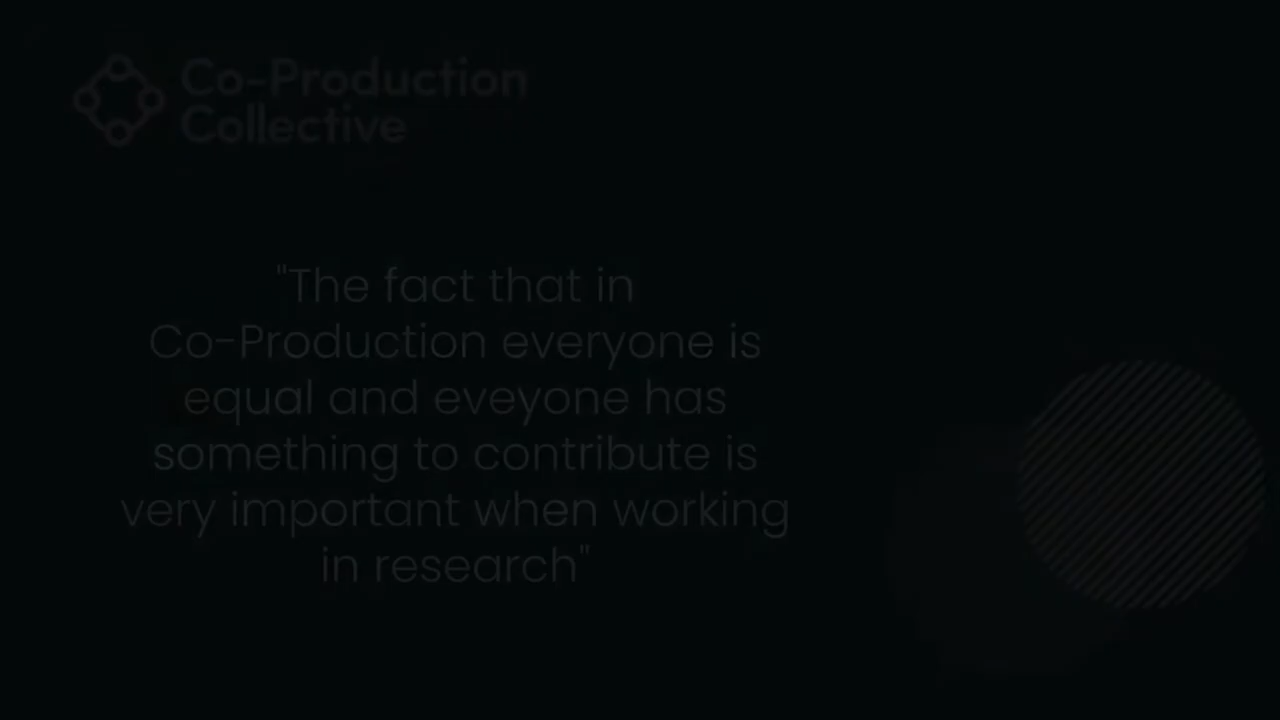 Co-Production
Collective
"The fact that in
Co-Production everyone is
equal and eveyone has
something to contribute is
very important when working
in research"